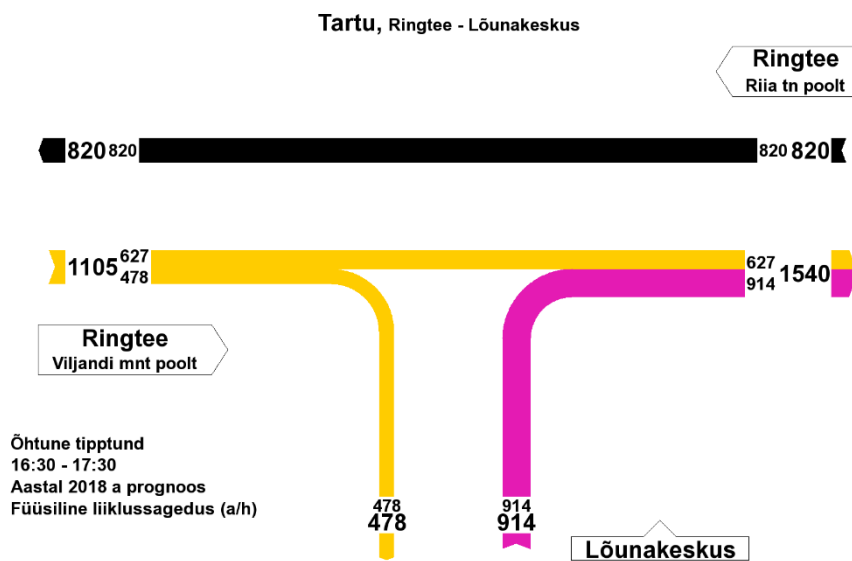 Tartu, Ringtee - Lõunakeskus
Ringtee
Riia tn poolt
820 820
820 820
1105
627
478
627
914
1540
Ringtee
Viljandi mnt poolt
Õhtune tipptund
16:30 - 17:30
Aastal 2018 a prognoos
Füüsiline liiklussagedus (a/h)
478
478
914
914
Lõunakeskus